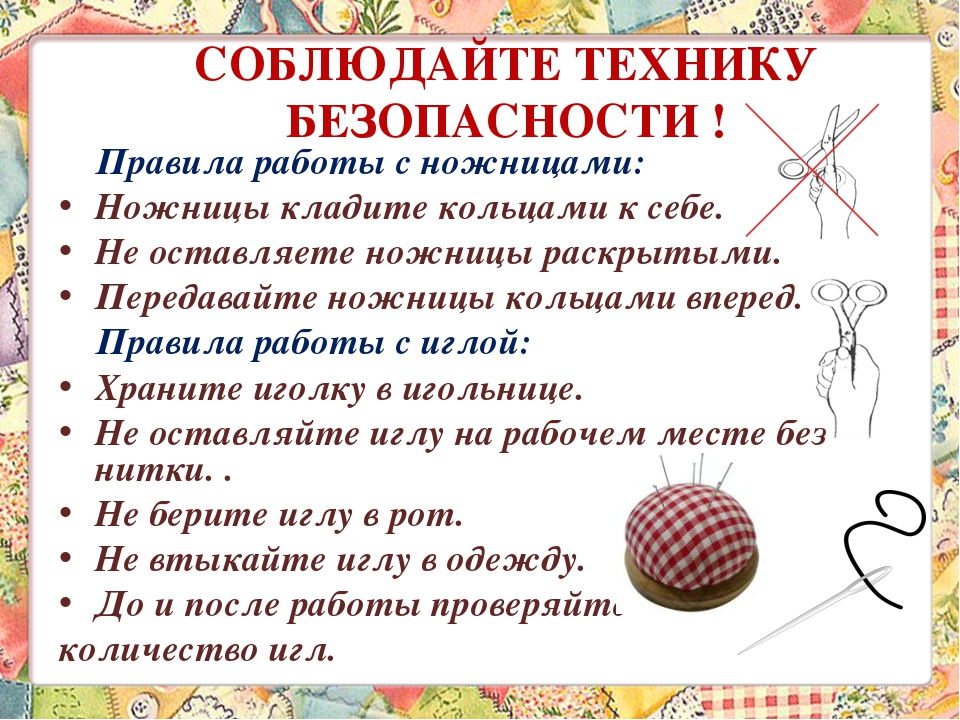 СОБЛЮДАЙТЕ ТЕХНИКУ
БЕЗОПАСНОСТИ !
Правила работы с ножницами:
• Ножницы кладите кольцами к себе.
• Не оставляете ножницы раскрытыми.
• Передавайте ножницы кольцами вперед.
Правила работы с иглой:
• Храните иголку в игольнице.
• Не оставляйте иглу на рабочем месте без
нитки. .
• Не берите иглу в рот.
• Не втыкайте иглу в одежду.
• До и после работы проверяйте
количество игл.